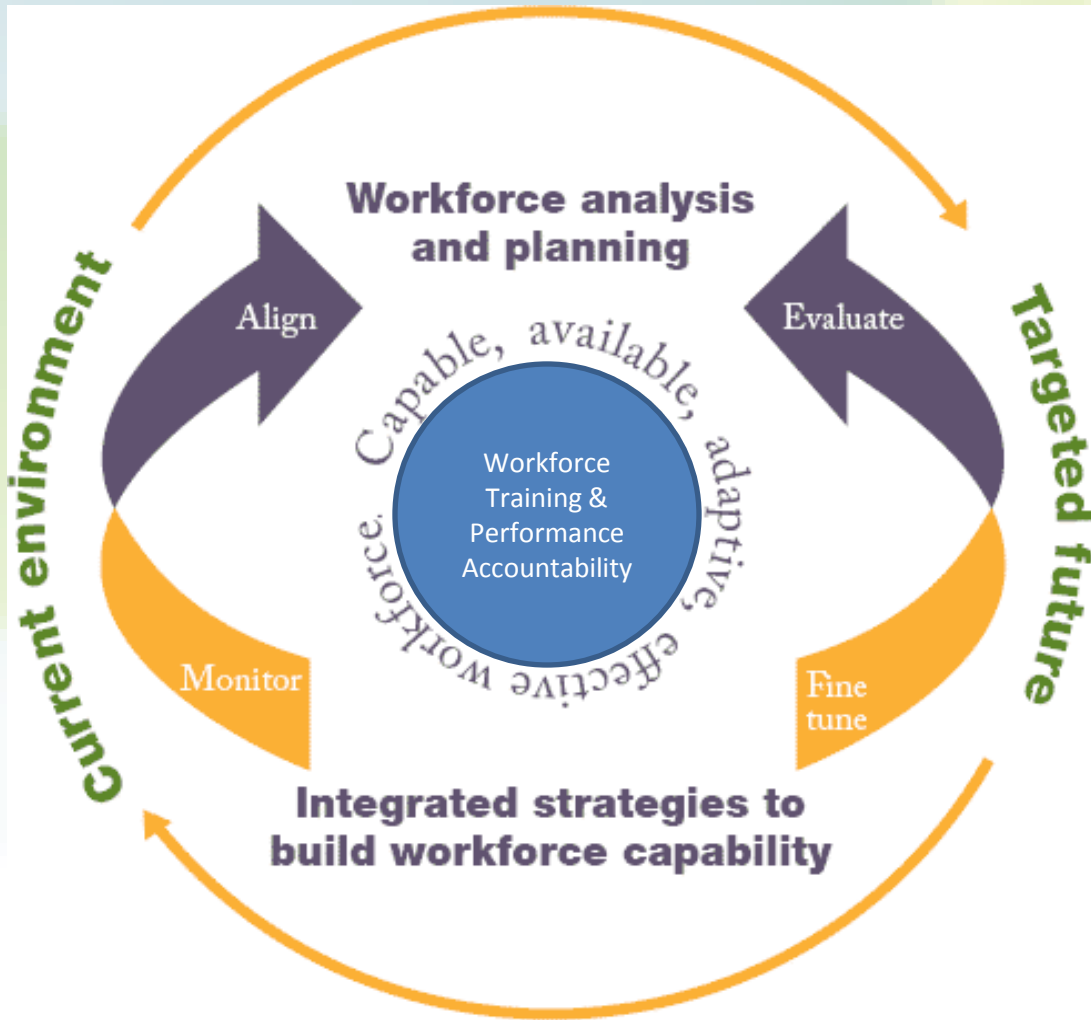 Workforce analysis
and planning
Current environment
Align
Evaluate
Targeted future
Capable, available, adaptive, effective workforce.
Workforce
Training &
Performance
Accountability
Monitor
Fine
tune
Integrated strategies to
build workforce capability